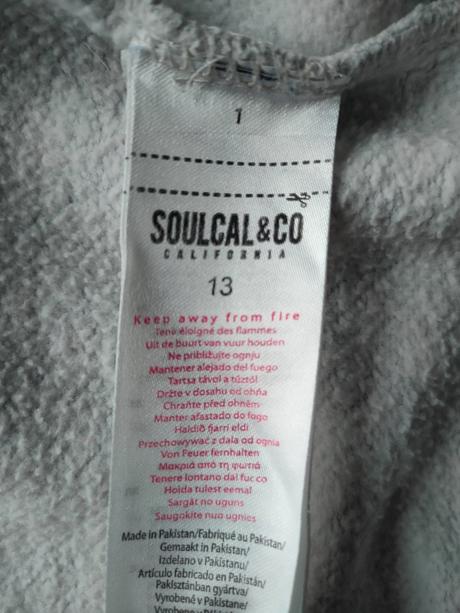 1
SOULCAL&CO
CALIFORNIA
13
Keep away from fire
Tenir éloigné des flammes
Uit de buurt van vuur houden
Ne približujte ognju
Mantener alejado del fuego
Tartsa távol a tűztől
Držte v dosahu od ohňa
Chraňte před ohněm
Manter afastado do fogo
Haldið fjarri eldi
Przechowywać z dala od ognia
Von Feuer fernhalten
Μακριά από τη φωτιά
Tenere lontano dal fuoco
Hoida tulest eemal
Sargāt no uguns
Saugokite nuo ugnies
Made in Pakistan/Fabriqué au Pakistan/
Gemaakt in Pakistan/
Izdelano v Pakistanu/
Artículo fabricado en Pakistán/
Pakisztánban gyártva/
Vyrobené v Pakistane/